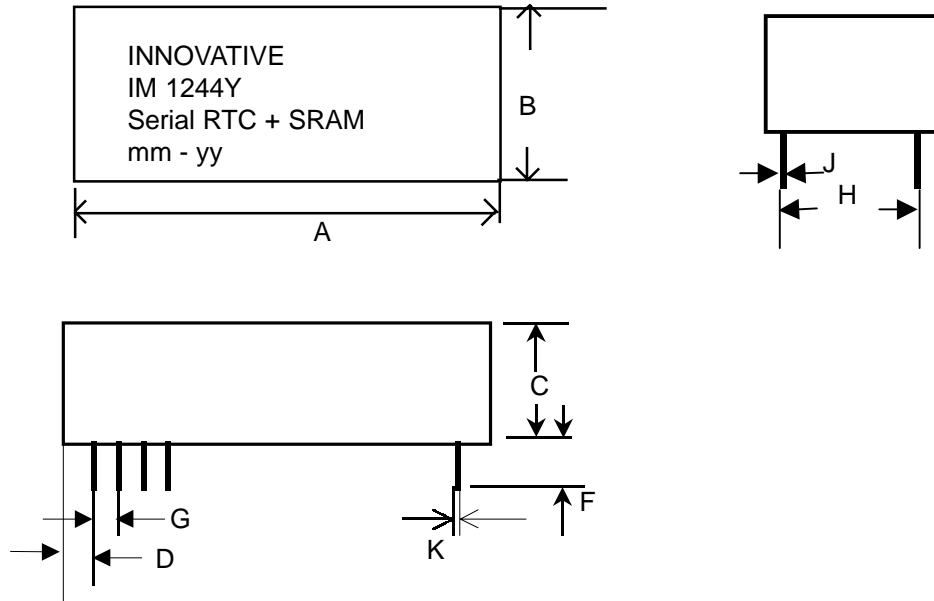 INNOVATIVE
IM 1244Y
Serial RTC + SRAM
mm - yy
B
A
J
H
C
F
G
K
D